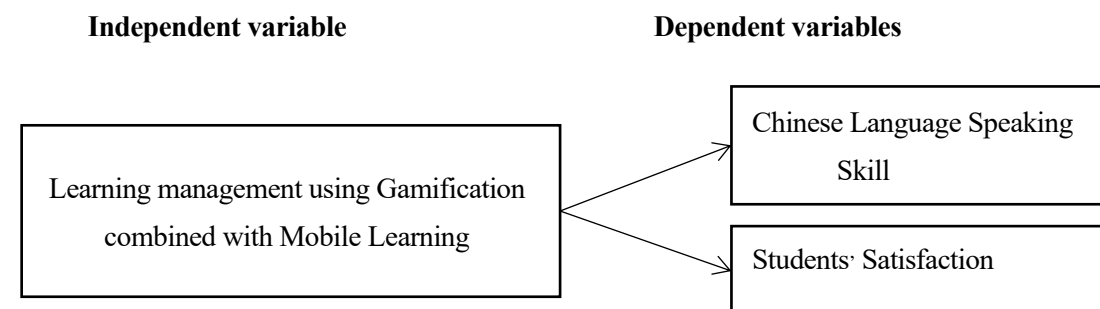 Independent variable
Dependent variables
Learning management using Gamification
combined with Mobile Learning
Chinese Language Speaking
Skill
Students, Satisfaction